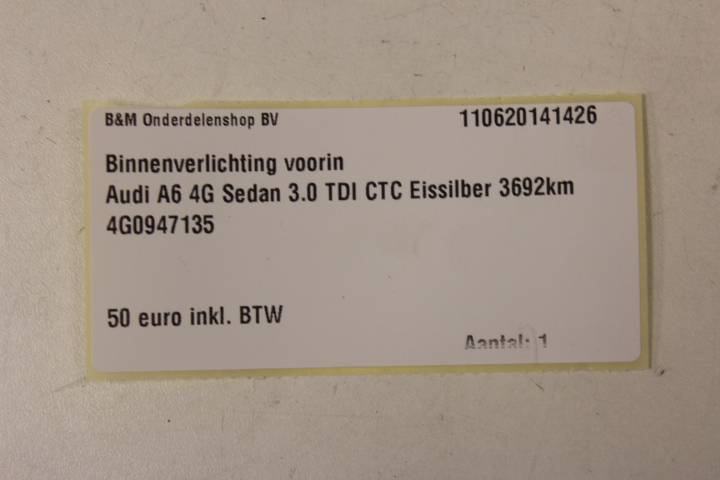 B&M Onderdelenshop BV 110620141426
Binnenverlichting voorin
Audi A6 4G Sedan 3.0 TDI CTC Eissilber 3692km
4G0947135
50 euro inkl. BTW
Aantal: 1